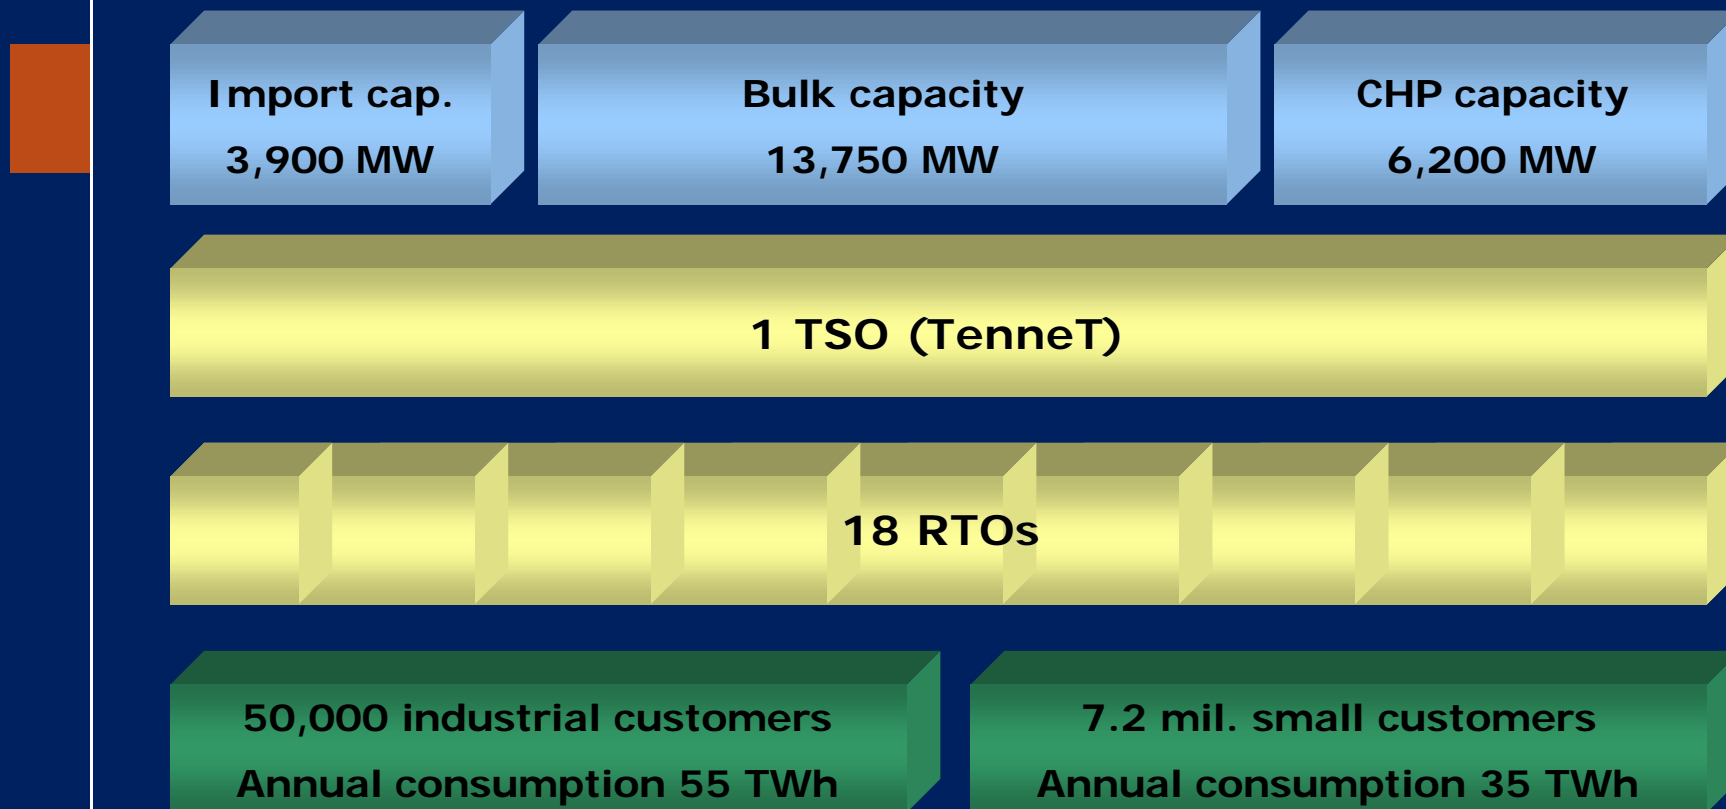 Import cap.
3,900 MW
Bulk capacity
13,750 MW
CHP capacity
6,200 MW
1 TSO (TenneT)
18 RTOs
50,000 industrial customers
Annual consumption 55 TWh
7.2 mil. small customers
Annual consumption 35 TWh